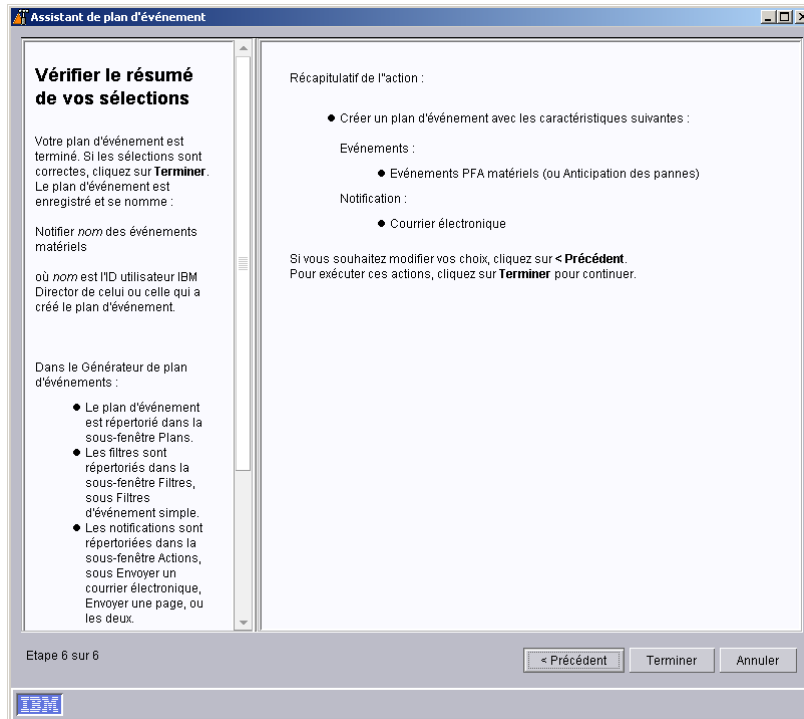 Assistant de plan d'événement
Vérifier le résumé
de vos sélections
Votre plan d'événement est
terminé. Si les sélections sont
correctes, cliquez sur Terminer.
Le plan d'événement est
enregistré et se nomme :
Notifier nom des événements
matériels
où nom est l'ID utilisateur IBM
Director de celui ou celle qui a
créé le plan d'événement.
Dans le Générateur de plan
d'événements :
● Le plan d'événement
est répertorié dans la
sous-fenêtre Plans.
● Les filtres sont
répertoriés dans la
sous-fenêtre Filtres,
sous Filtres
d'événement simple.
● Les notifications sont
répertoriées dans la
sous-fenêtre Actions,
sous Envoyer un
courrier électronique,
Envoyer une page, ou
les deux.
Récapitulatif de l''action :
● Créer un plan d'événement avec les caractéristiques suivantes :
Evénements :
● Evénements PFA matériels (ou Anticipation des pannes)
Notification :
● Courrier électronique
Si vous souhaitez modifier vos choix, cliquez sur < Précédent.
Pour exécuter ces actions, cliquez sur Terminer pour continuer.
Etape 6 sur 6
< Précédent
Terminer
Annuler
IBM